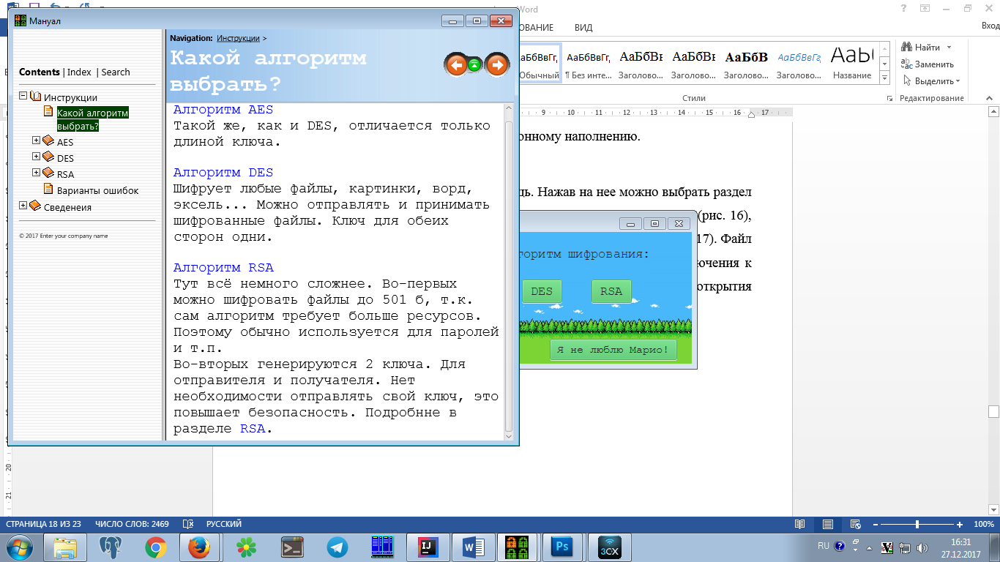 Мануал
Contents | Index | Search
Инструкции
Какой алгоритм
выбрать?
AES
DES
RSA
Варианты ошибок
Сведенеия
© 2017 Enter your company name
Navigation: Инструкции >
Какой алгоритм
выбрать?
Алгоритм AES
Такой же, как и DES, отличается только
длиной ключа.
Алгоритм DES
Шифрует любые файлы, картинки, ворд,
эксель... Можно отправлять и принимать
шифрованные файлы. Ключ для обеих
сторон одни.
Алгоритм RSA
Тут всё немного сложнее. Во-первых
можно шифровать файлы до 501 б, т.к.
сам алгоритм требует больше ресурсов.
Поэтому обычно используется для паролей
и т.п.
Во-вторых генерируются 2 ключа. Для
отправителя и получателя. Нет
необходимости отправлять свой ключ, это
повышает безопасность. Подробнне в
разделе RSA.
Word
Вход
ОВАНИЕ ВИД
АаБбВвГг, АаБбВвГг, АаБбВı АаБбВı АаБбВ АаБбВвГг, АаЬı
Обычный ¶ Без инте... Заголово... Заголово... Заголово... Заголово... Название
Стили
Найти
Заменить
Выделить
Редактирование
9 10 11 12 13 14 15 16 17
онному наполнению.
щь. Нажав на нее можно выбрать раздел
(рис. 16),
17). Файл
ючения к
открытия
горитм шифрования:
DES RSA
Я не люблю Марио!
20
21
СТРАНИЦА 18 ИЗ 23 ЧИСЛО СЛОВ: 2469 РУССКИЙ 100%
Ps
3CX
RU
16:31
27.12.2017